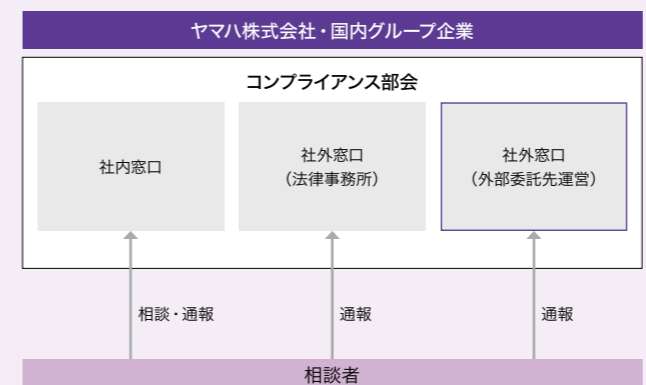 ヤマハ株式会社・国内グループ企業
コンプライアンス部会
社内窓口
社外窓口
（法律事務所）
社外窓口
（外部委託先運営）
相談・通報
通報
通報
相談者